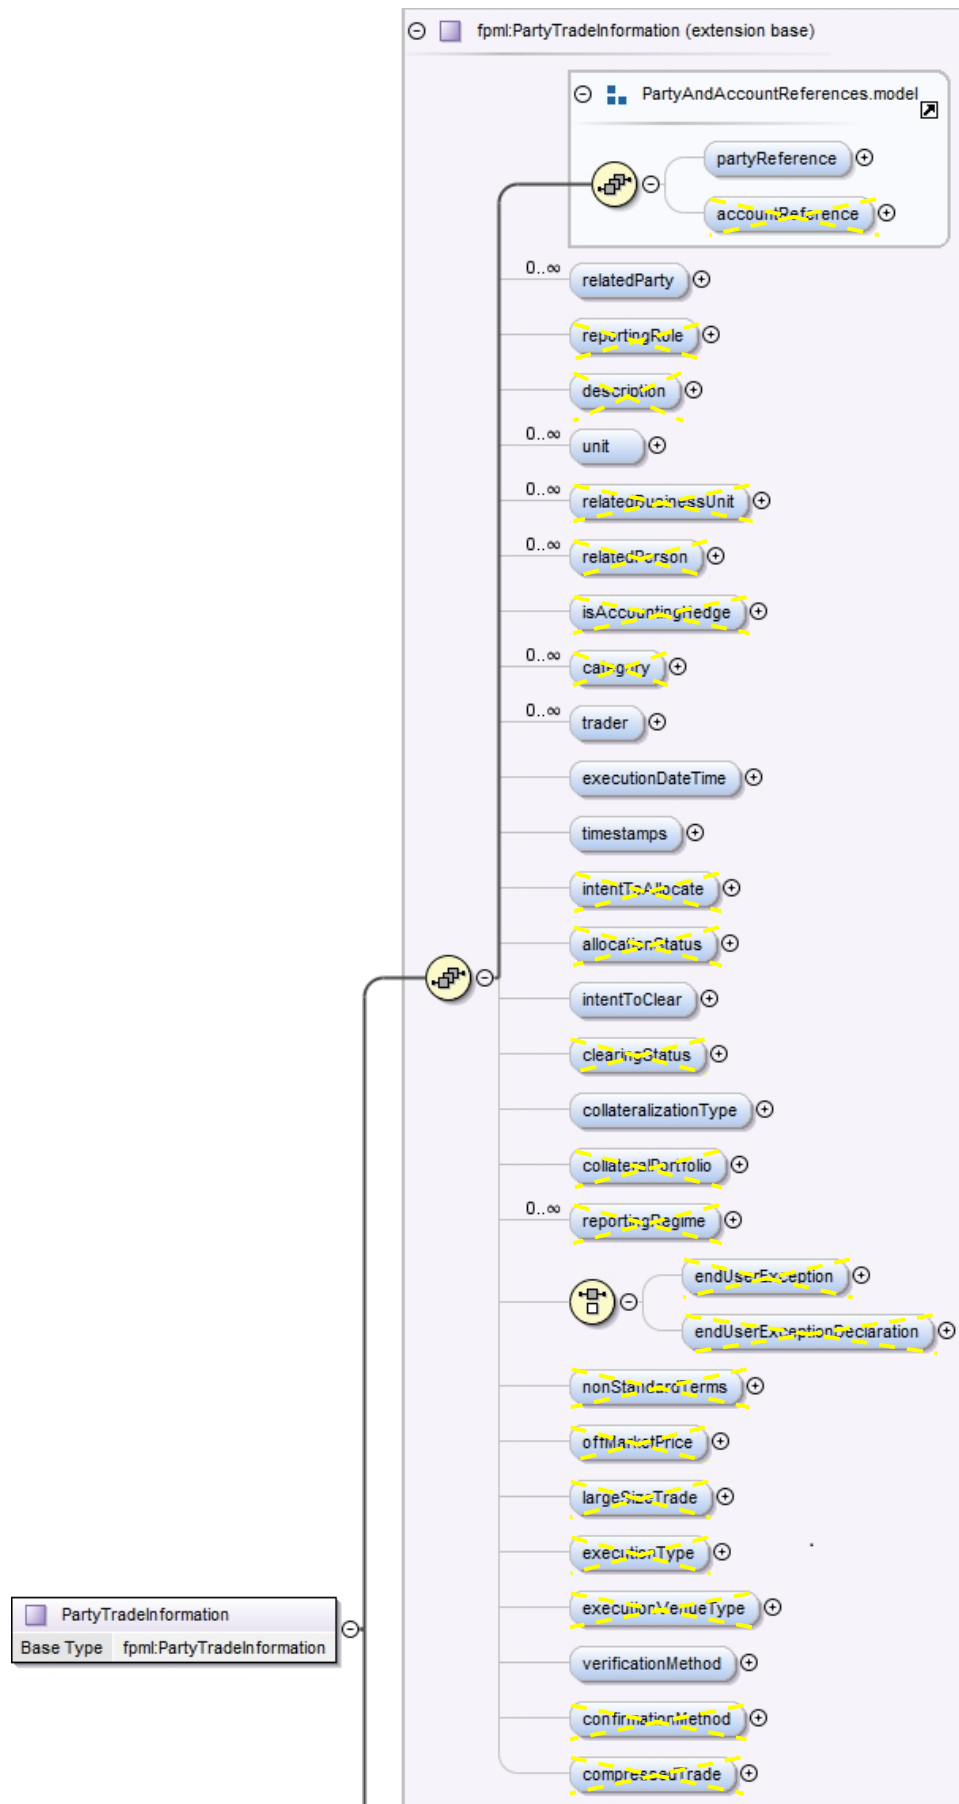 fpml:PartyTradeInformation (extension base)
PartyAndAccountReferences.model
partyReference
accountReference
0..∞
relatedParty
reportingRole
description
0..∞
unit
0..∞
relatedBusinessUnit
0..∞
relatedPerson
isAccountingHedge
0..∞
category
0..∞
trader
executionDateTime
timestamps
intentToAllocate
allocationStatus
intentToClear
clearingStatus
collateralizationType
collateralPortfolio
0..∞
reportingRegime
endUserException
endUserExceptionDeclaration
nonStandardTerms
offMarketPrice
largeSizeTrade
executionType
executionVenueType
PartyTradeInformation
Base Type fpml:PartyTradeInformation
verificationMethod
confirmationMethod
compressedTrade